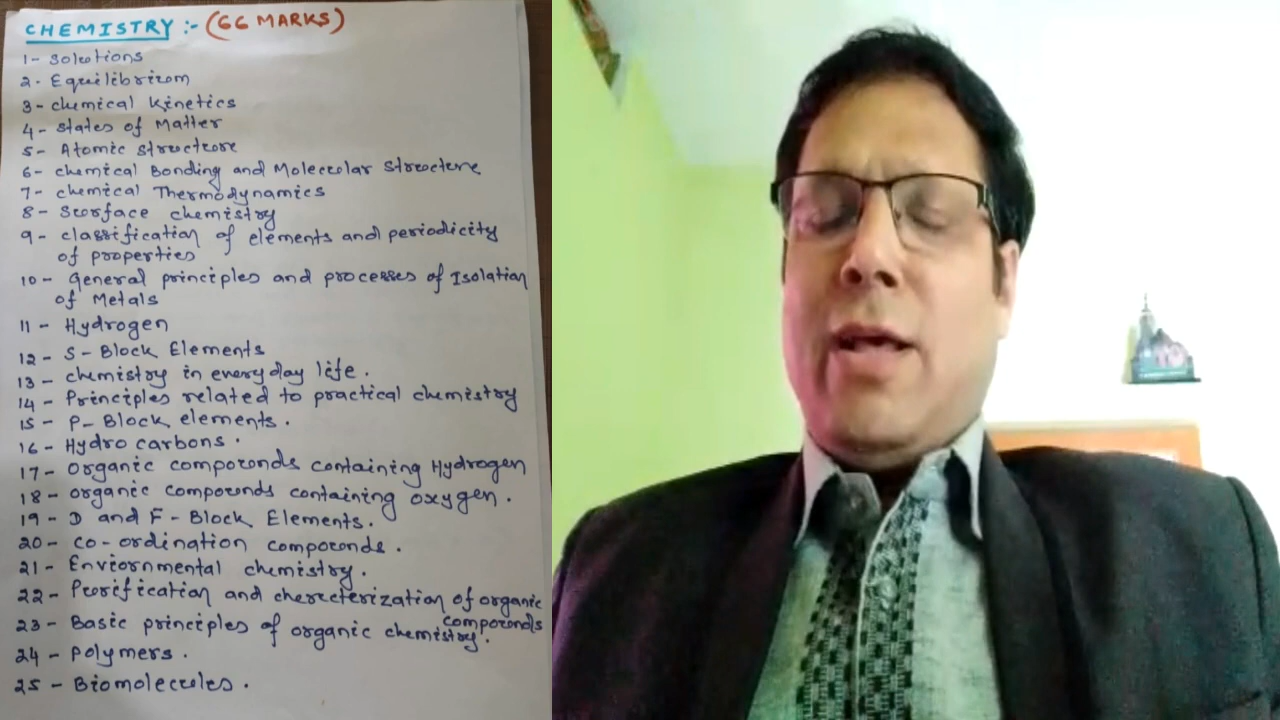 CHEMISTRY :- (66 MARKS)
1- Solutions
2. Equilibrium
3- chemical Kinetics
4- States of Matter
5- Atomic structure
6- chemical Bonding and Molecular Structure
7- chemical Thermodynamics
8- Surface chemistry
9- classification of elements and periodicity
of properties
10- General principles and processes of Isolation
of Metals
11- Hydrogen
12- S-Block Elements
13- chemistry in everyday life.
14- Principles related to practical chemistry
15- P-Block elements.
16- Hydro carbons.
17- Organic compounds containing Hydrogen
18- organic compounds containing oxygen.
19- D and F-Block Elements.
20- co-ordination compounds.
21- Enviornmental chemistry.
22- Purification and cherecterization of organic
compounds
23- Basic principles of organic chemistry.
24- Polymers.
25- Biomolecules.